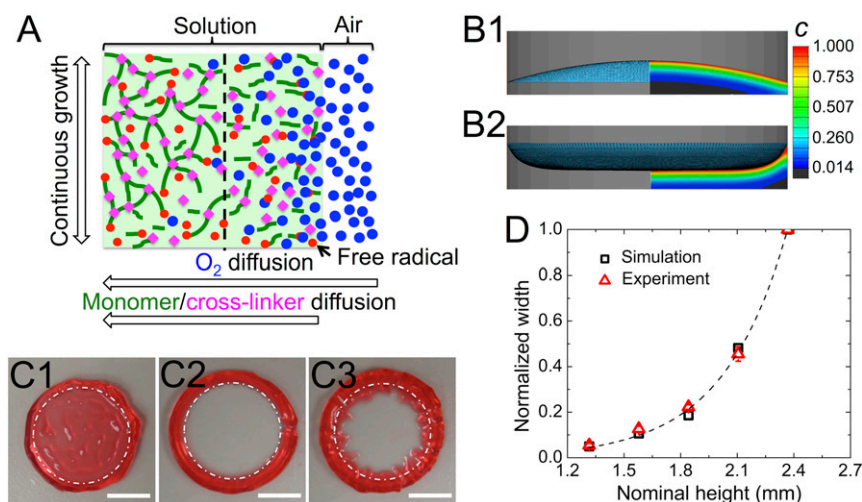 A
Solution
Air
Continuous growth
O₂ diffusion
Free radical
Monomer/cross-linker diffusion
B1
B2
c
1.000
0.753
0.507
0.260
0.014
C1
C2
C3
D
Simulation
Experiment
Normalized width
1.0
0.8
0.6
0.4
0.2
0.0
1.2
1.5
1.8
2.1
2.4
2.7
Nominal height (mm)